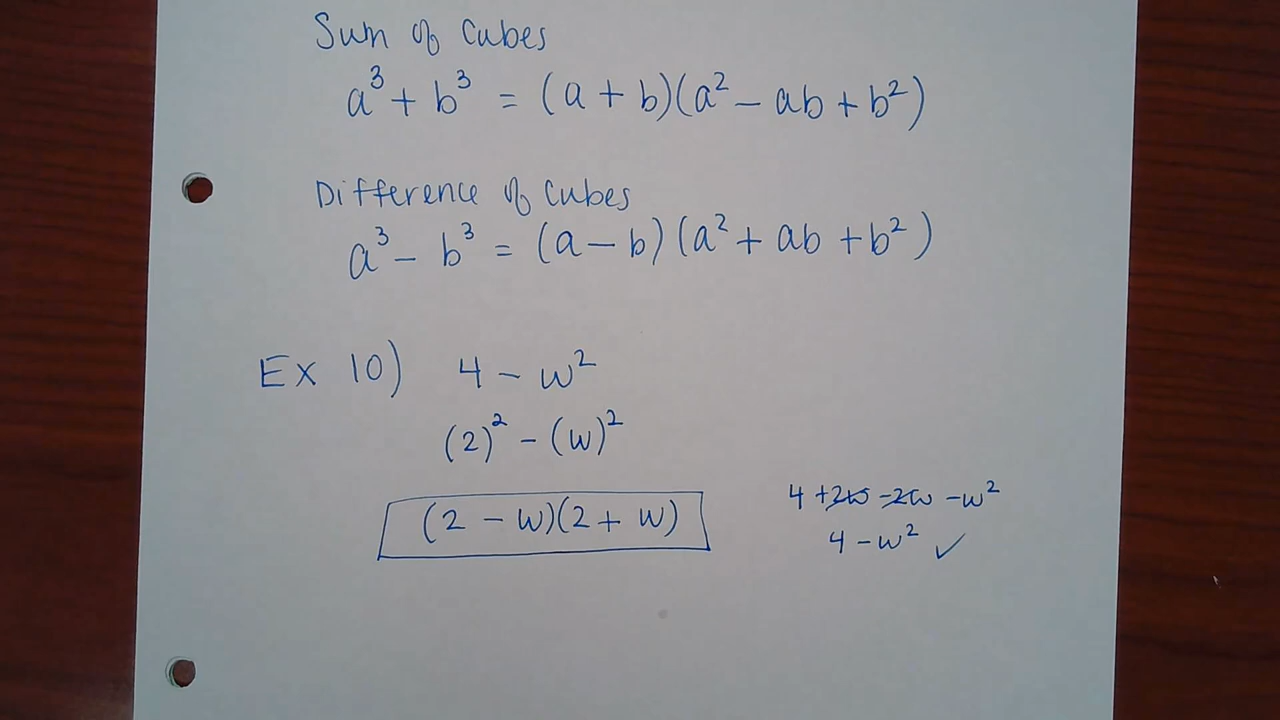 Sum of Cubes
a³ + b³ = (a + b)(a² - ab + b²)
Difference of Cubes
a³ - b³ = (a - b)(a² + ab + b²)
Ex 10) 4 - w²
(2)² - (w)²
(2 - w)(2 + w)
4 +2w -2w -w²
4 - w² ✓